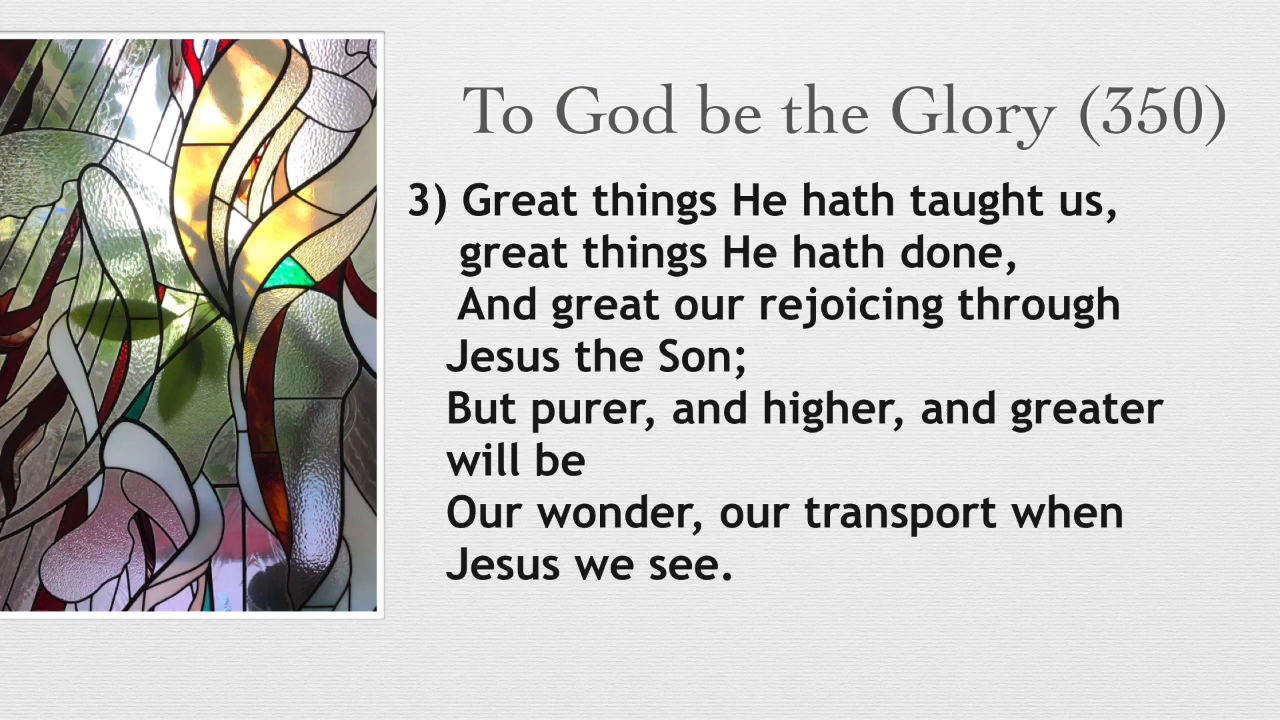 To God be the Glory (350)
3) Great things He hath taught us,
great things He hath done,
And great our rejoicing through
Jesus the Son;
But purer, and higher, and greater
will be
Our wonder, our transport when
Jesus we see.